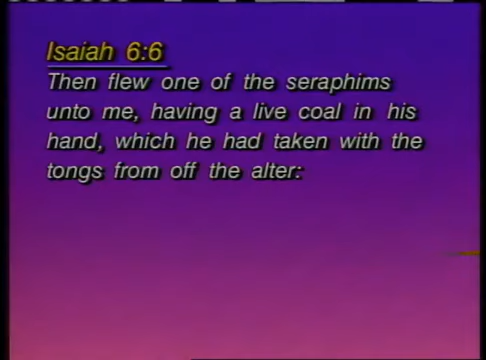 Isaiah 6:6
Then flew one of the seraphims
unto me, having a live coal in his
hand, which he had taken with the
tongs from off the alter: